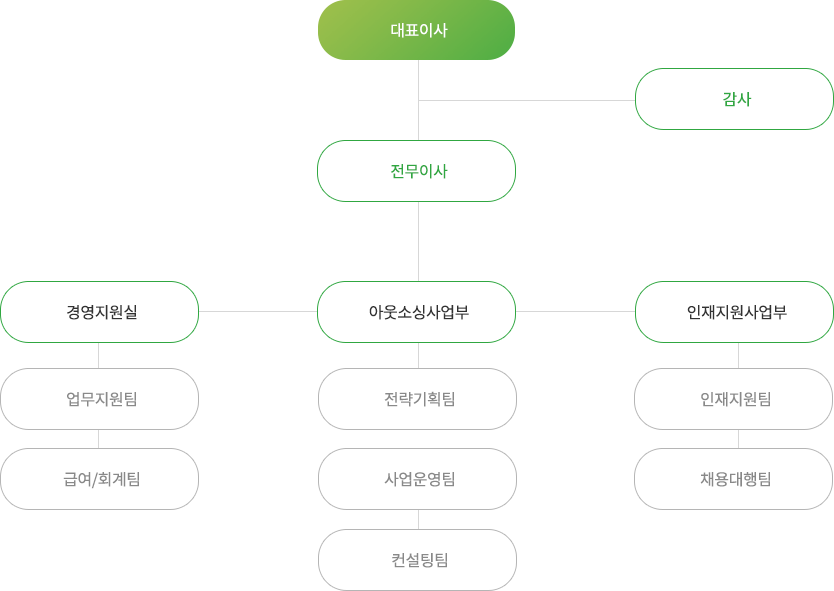 대표이사
감사
전무이사
경영지원실
아웃소싱사업부
인재지원사업부
업무지원팀
전략기획팀
인재지원팀
급여/회계팀
사업운영팀
채용대행팀
컨설팅팀